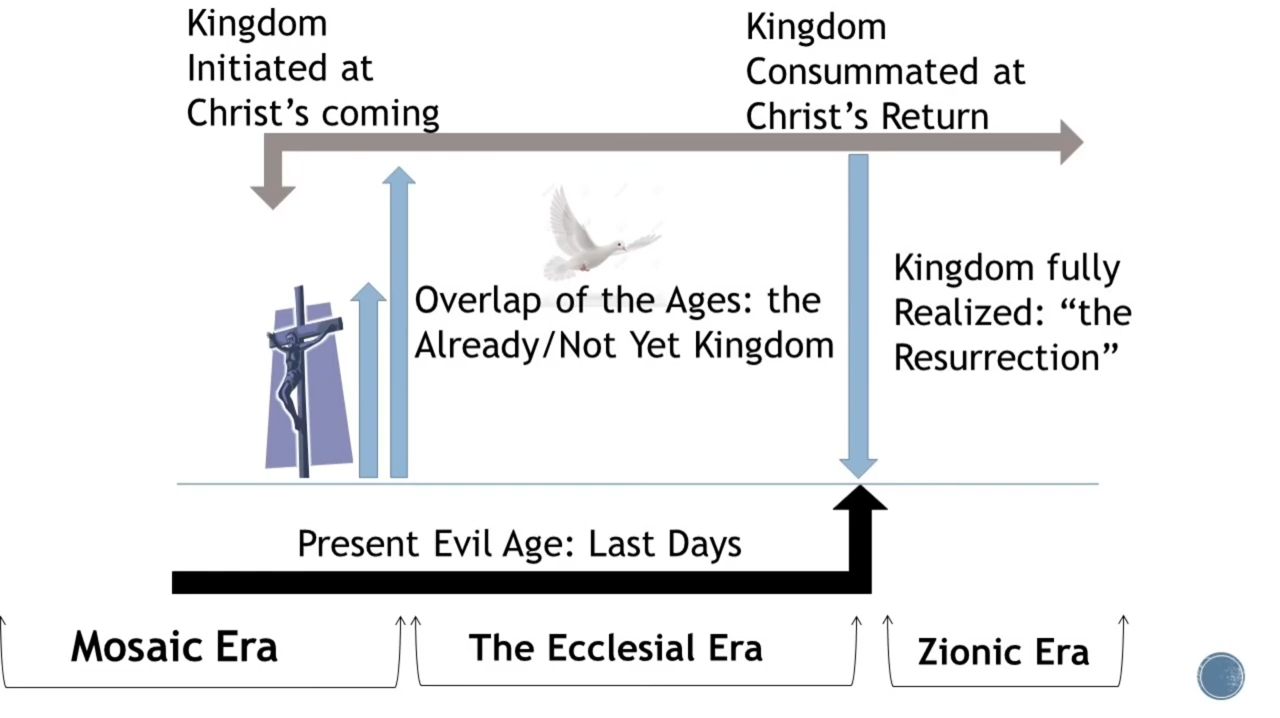 Kingdom
Initiated at
Christ’s coming
Kingdom
Consummated at
Christ’s Return
Overlap of the Ages: the
Already/Not Yet Kingdom
Kingdom fully
Realized: “the
Resurrection”
Present Evil Age: Last Days
Mosaic Era
The Ecclesial Era
Zionic Era